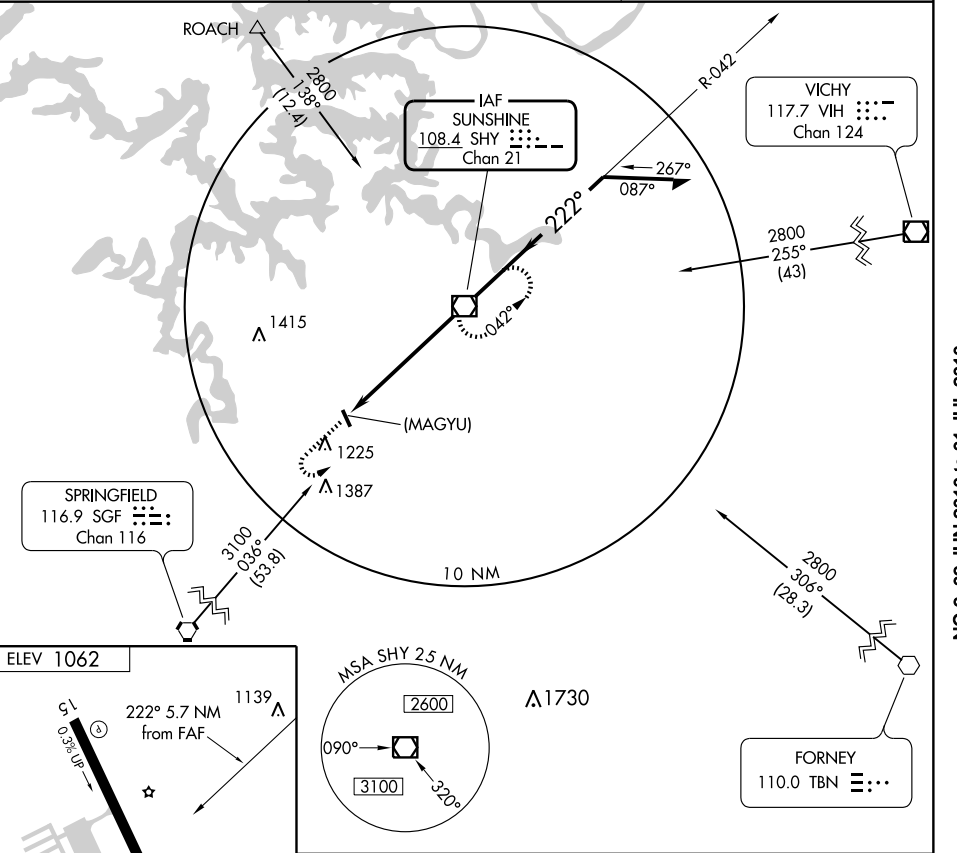 ROACH
2800
138°
(12.4)
IAF
SUNSHINE
108.4 SHY
Chan 21
R-042
VICHY
117.7 VIH
Chan 124
267°
087°
222°
2800
255°
(43)
042°
1415
(MAGYU)
1225
1387
SPRINGFIELD
116.9 SGF
Chan 116
3100
036°
(53.8)
10 NM
2800
306°
(28.3)
ELEV 1062
15
0.3% UP
P
222° 5.7 NM
from FAF
1139
MSA SHY 25 NM
2600
090°
3100
320°
1730
FORNEY
110.0 TBN